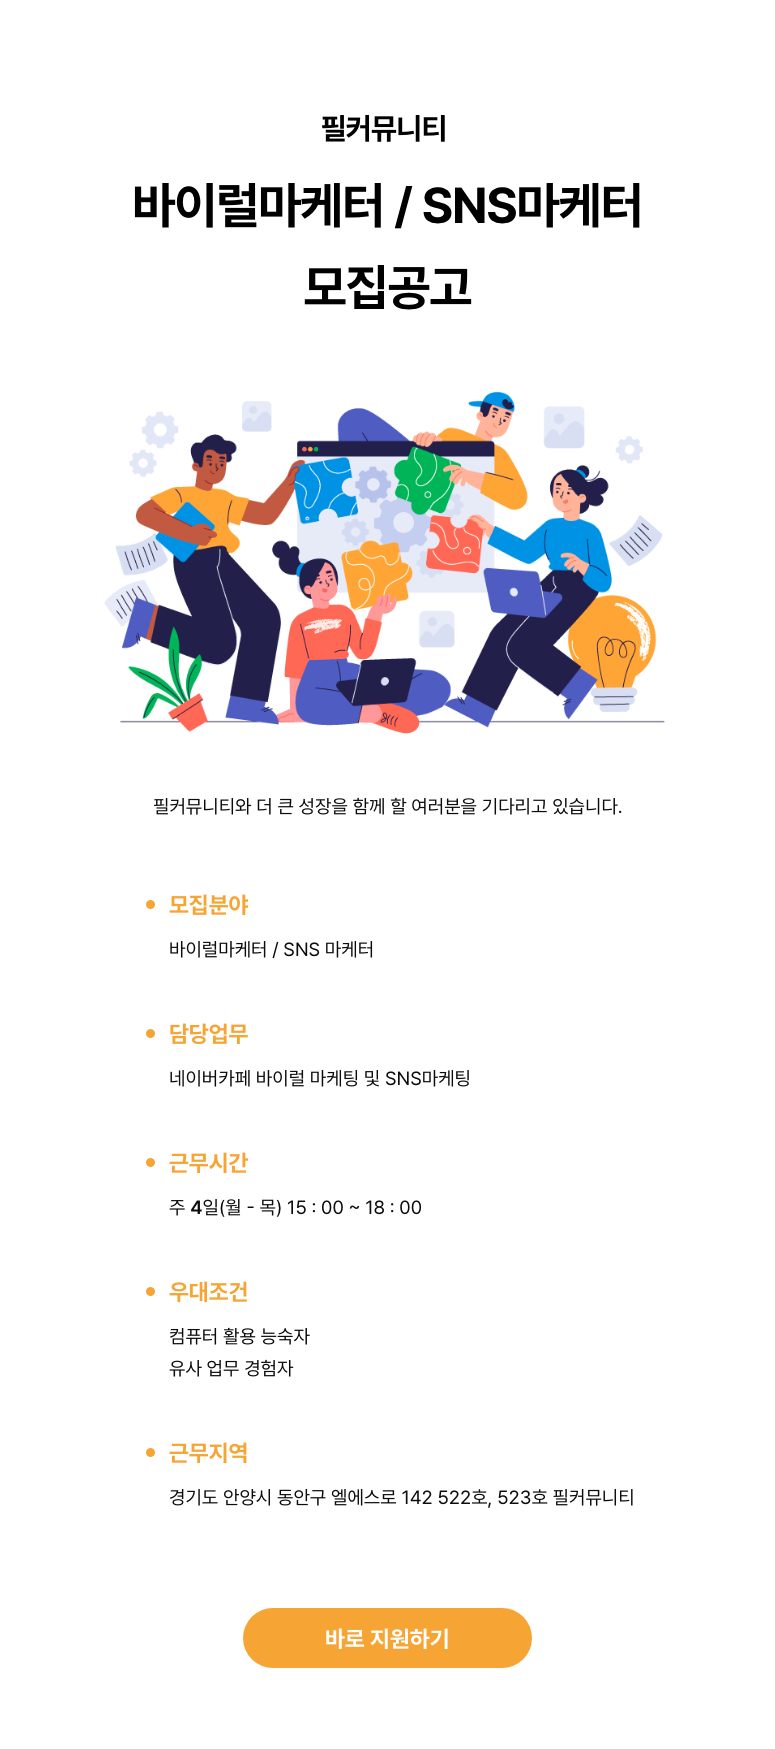 필커뮤니티
바이럴마케터 / SNS마케터
모집공고
필커뮤니티와 더 큰 성장을 함께 할 여러분을 기다리고 있습니다.
모집분야
바이럴마케터 / SNS 마케터
담당업무
네이버카페 바이럴 마케팅 및 SNS마케팅
근무시간
주 4일(월 - 목) 15 : 00 ~ 18 : 00
우대조건
컴퓨터 활용 능숙자
유사 업무 경험자
근무지역
경기도 안양시 동안구 엘에스로 142 522호, 523호 필커뮤니티
바로 지원하기